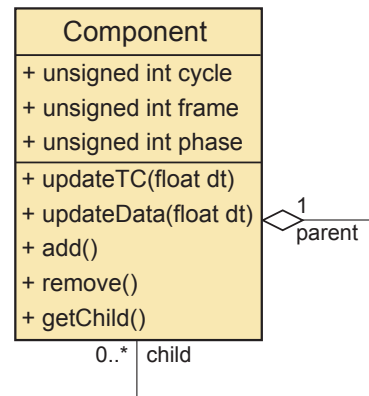 Component
+ unsigned int cycle
+ unsigned int frame
+ unsigned int phase
+ updateTC(float dt)
+ updateData(float dt)
1
parent
+ add()
+ remove()
+ getChild()
0..* child